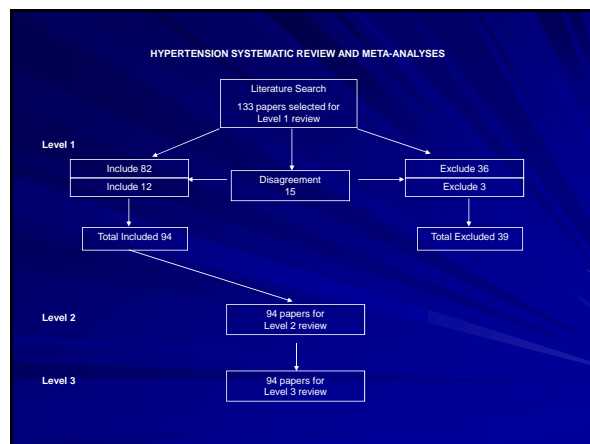 HYPERTENSION SYSTEMATIC REVIEW AND META-ANALYSES
Literature Search
133 papers selected for
Level 1 review
Level 1
Include 82
Include 12
Disagreement
15
Exclude 36
Exclude 3
Total Included 94
Total Excluded 39
Level 2
94 papers for
Level 2 review
Level 3
94 papers for
Level 3 review